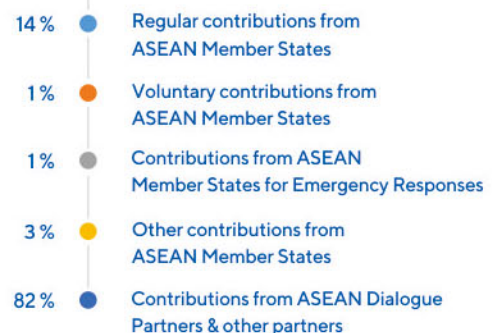 14 % Regular contributions from
ASEAN Member States
1 % Voluntary contributions from
ASEAN Member States
1 % Contributions from ASEAN
Member States for Emergency Responses
3 % Other contributions from
ASEAN Member States
82 % Contributions from ASEAN Dialogue
Partners & other partners